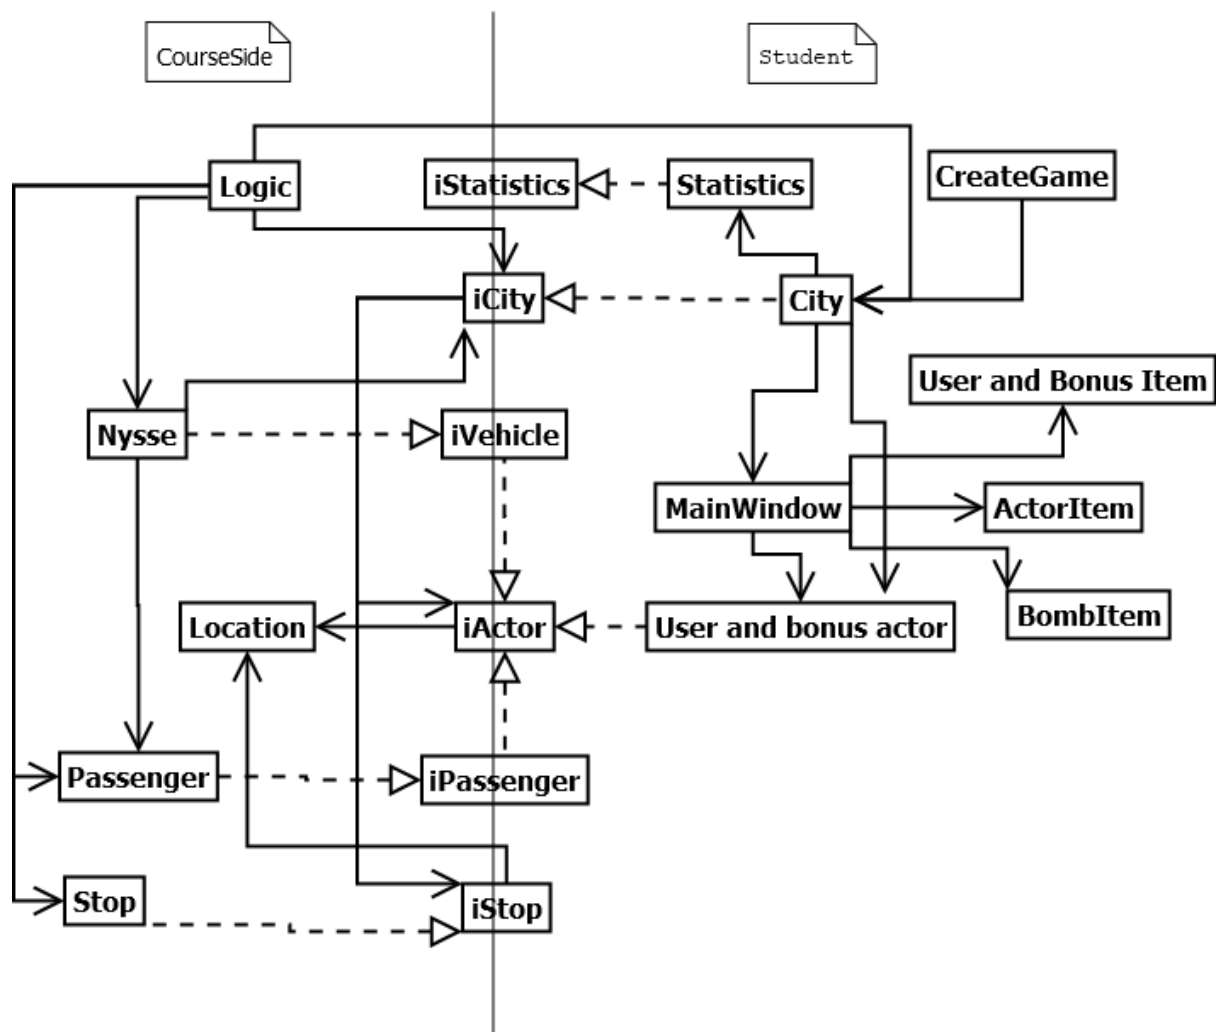 CourseSide
Student
Logic
iStatistics
Statistics
CreateGame
iCity
City
User and Bonus Item
Nysse
iVehicle
MainWindow
ActorItem
Location
iActor
User and bonus actor
BombItem
Passenger
iPassenger
Stop
iStop